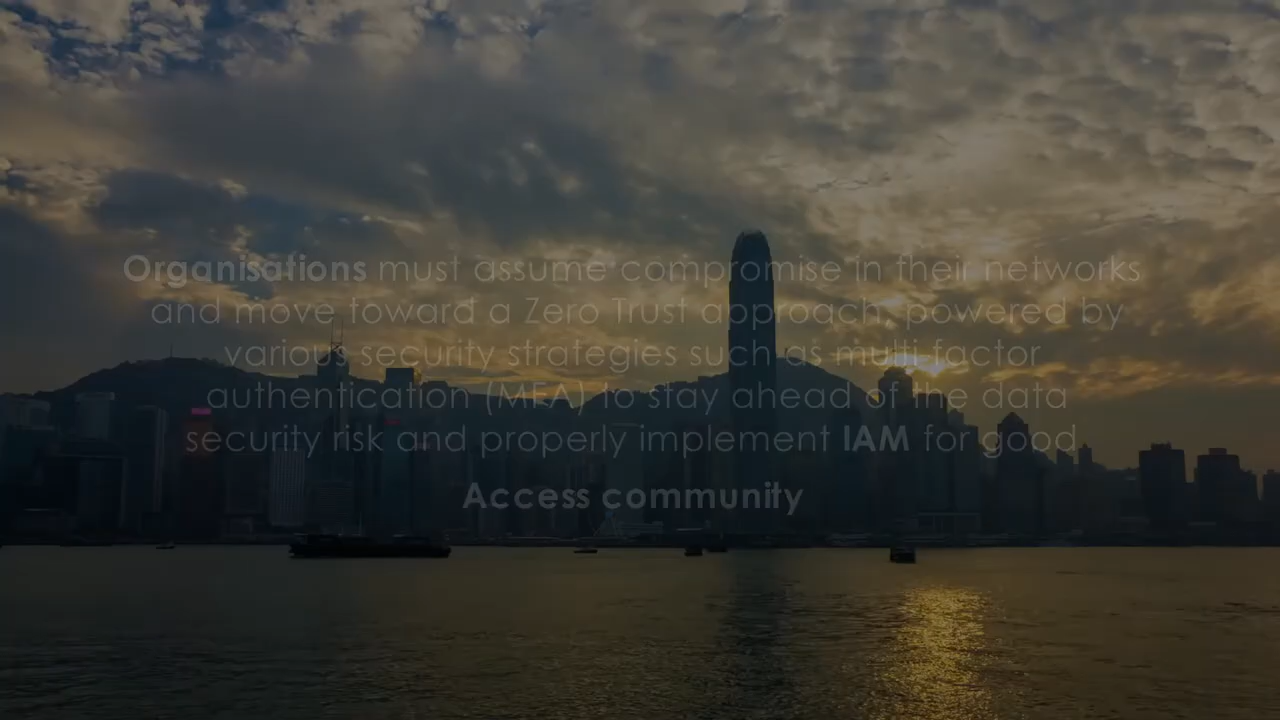 Organisations must assume compromise in their networks
and move toward a Zero Trust approach, powered by
various security strategies such as multi-factor
authentication (MFA) to stay ahead of the data
security risk and properly implement IAM for good
Access community